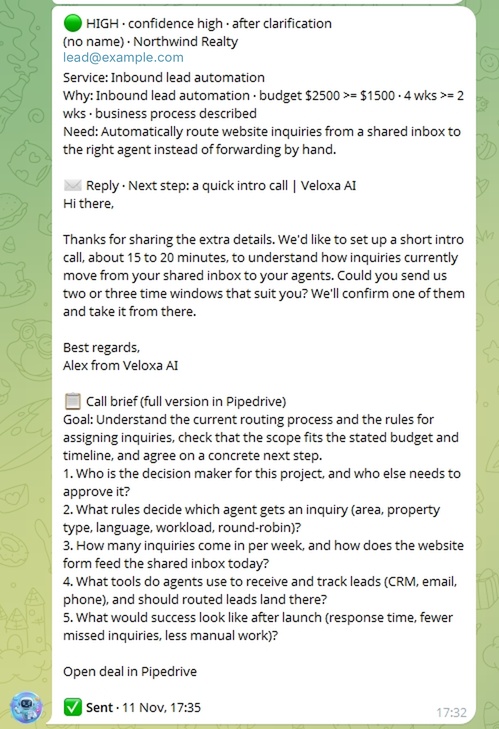 HIGH · confidence high · after clarification
(no name) · Northwind Realty
lead@example.com
Service: Inbound lead automation
Why: Inbound lead automation · budget $2500 >= $1500 · 4 wks >= 2
wks · business process described
Need: Automatically route website inquiries from a shared inbox to
the right agent instead of forwarding by hand.
Reply · Next step: a quick intro call | Veloxa AI
Hi there,
Thanks for sharing the extra details. We'd like to set up a short intro
call, about 15 to 20 minutes, to understand how inquiries currently
move from your shared inbox to your agents. Could you send us
two or three time windows that suit you? We'll confirm one of them
and take it from there.
Best regards,
Alex from Veloxa AI
Call brief (full version in Pipedrive)
Goal: Understand the current routing process and the rules for
assigning inquiries, check that the scope fits the stated budget and
timeline, and agree on a concrete next step.
1. Who is the decision maker for this project, and who else needs to
approve it?
2. What rules decide which agent gets an inquiry (area, property
type, language, workload, round-robin)?
3. How many inquiries come in per week, and how does the website
form feed the shared inbox today?
4. What tools do agents use to receive and track leads (CRM, email,
phone), and should routed leads land there?
5. What would success look like after launch (response time, fewer
missed inquiries, less manual work)?
Open deal in Pipedrive
Sent · 11 Nov, 17:35
17:32